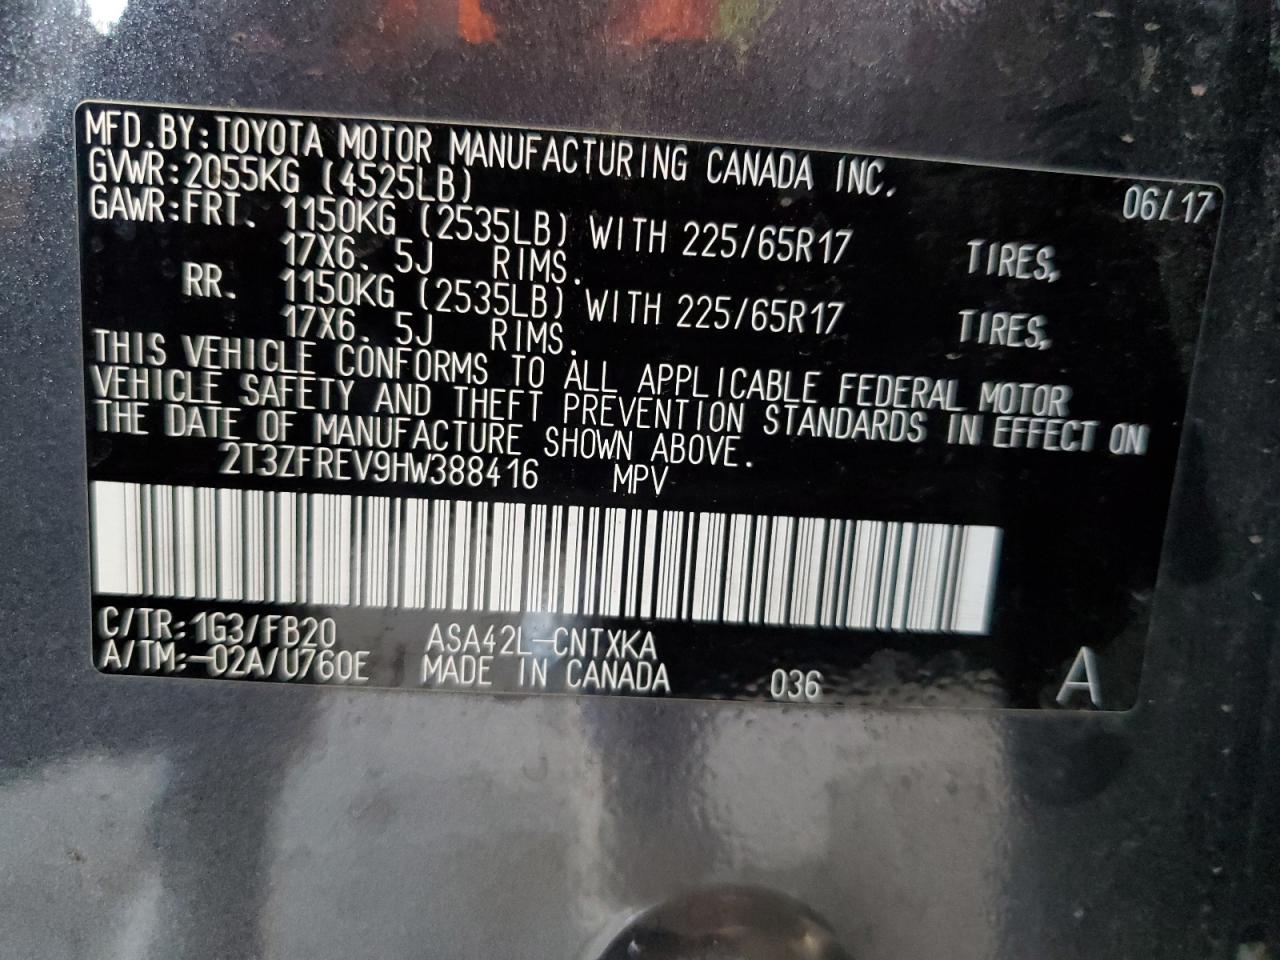 MFD.BY:TOYOTA MOTOR MANUFACTURING CANADA INC.
GVWR:2055KG (4525LB) 06/17
GAWR:FRT. 1150KG (2535LB) WITH 225/65R17 TIRES,
17X6. 5J RIMS.
RR. 1150KG (2535LB) WITH 225/65R17 TIRES,
17X6. 5J RIMS.
THIS VEHICLE CONFORMS TO ALL APPLICABLE FEDERAL MOTOR
VEHICLE SAFETY AND THEFT PREVENTION STANDARDS IN EFFECT ON
THE DATE OF MANUFACTURE SHOWN ABOVE.
2T3ZFREV9HW388416 MPV
C/TR:1G3/FB20 ASA42L-CNTXKA
A/TM:-02A/U760E MADE IN CANADA 036 A